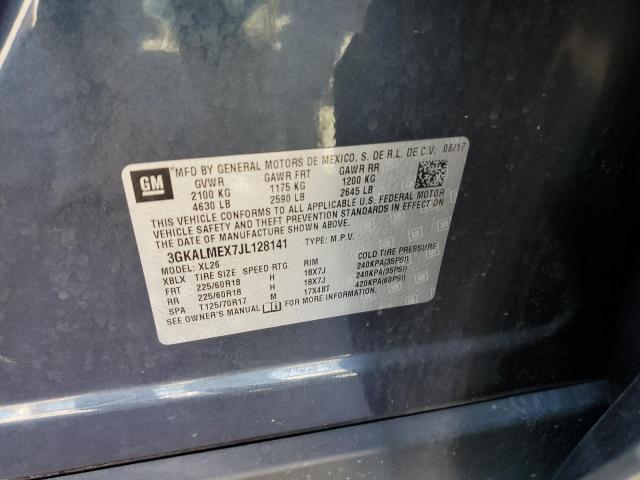 GM
MFD BY GENERAL MOTORS DE MEXICO, S. DE R.L. DE C.V. 06/17
GVWR GAWR FRT GAWR RR
2100 KG 1175 KG 1200 KG
4630 LB 2590 LB 2645 LB
THIS VEHICLE CONFORMS TO ALL APPLICABLE U.S. FEDERAL MOTOR
VEHICLE SAFETY AND THEFT PREVENTION STANDARDS IN EFFECT ON
THE DATE OF MANUFACTURE SHOWN ABOVE.
3GKALMEX7JL128141 TYPE: M.P.V.
MODEL: XL26
XBLX TIRE SIZE SPEED RTG RIM COLD TIRE PRESSURE
FRT 225/60R18 H 18X7J 240KPA(35PSI)
RR 225/60R18 H 18X7J 240KPA(35PSI)
SPA T125/70R17 M 17X4BT 420KPA(60PSI)
SEE OWNER'S MANUAL FOR MORE INFORMATION.